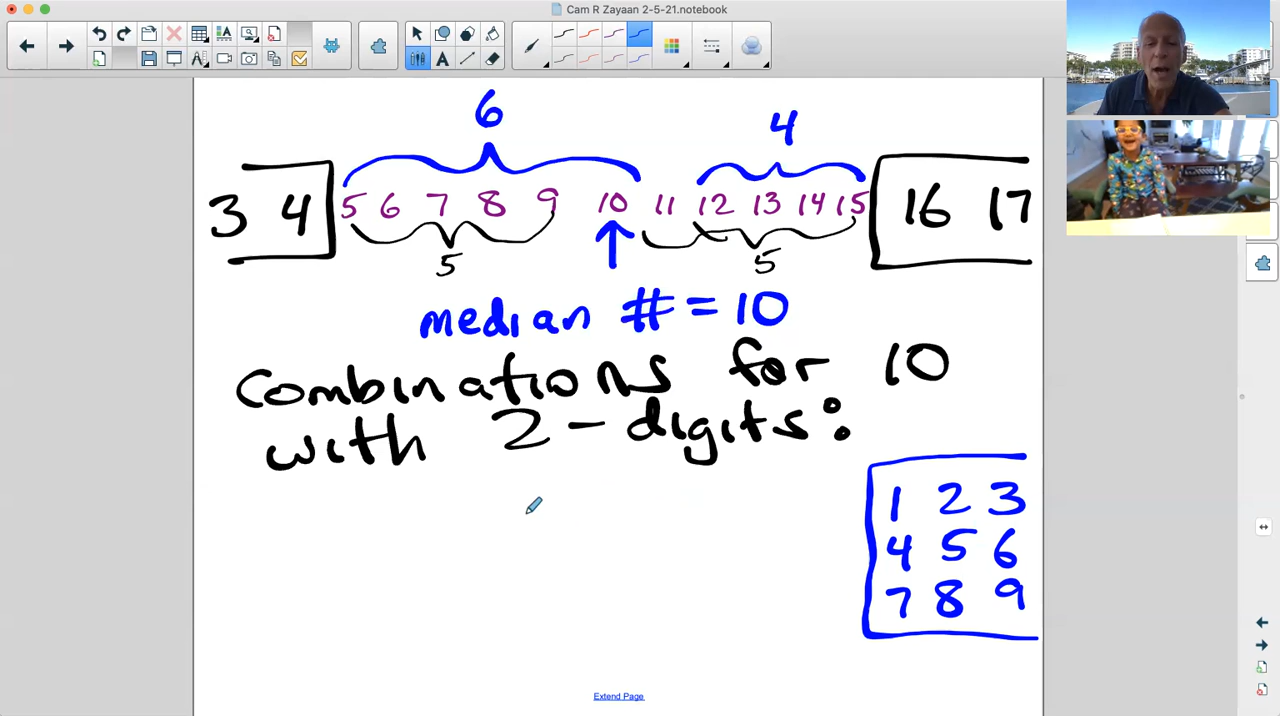 Cam R Zayaan 2-5-21.notebook
6
4
3 4 5 6 7 8 9 10 11 12 13 14 15 16 17
5 5
median # = 10
combinations for 10
with 2-digits:
1 2 3
4 5 6
7 8 9
Extend Page